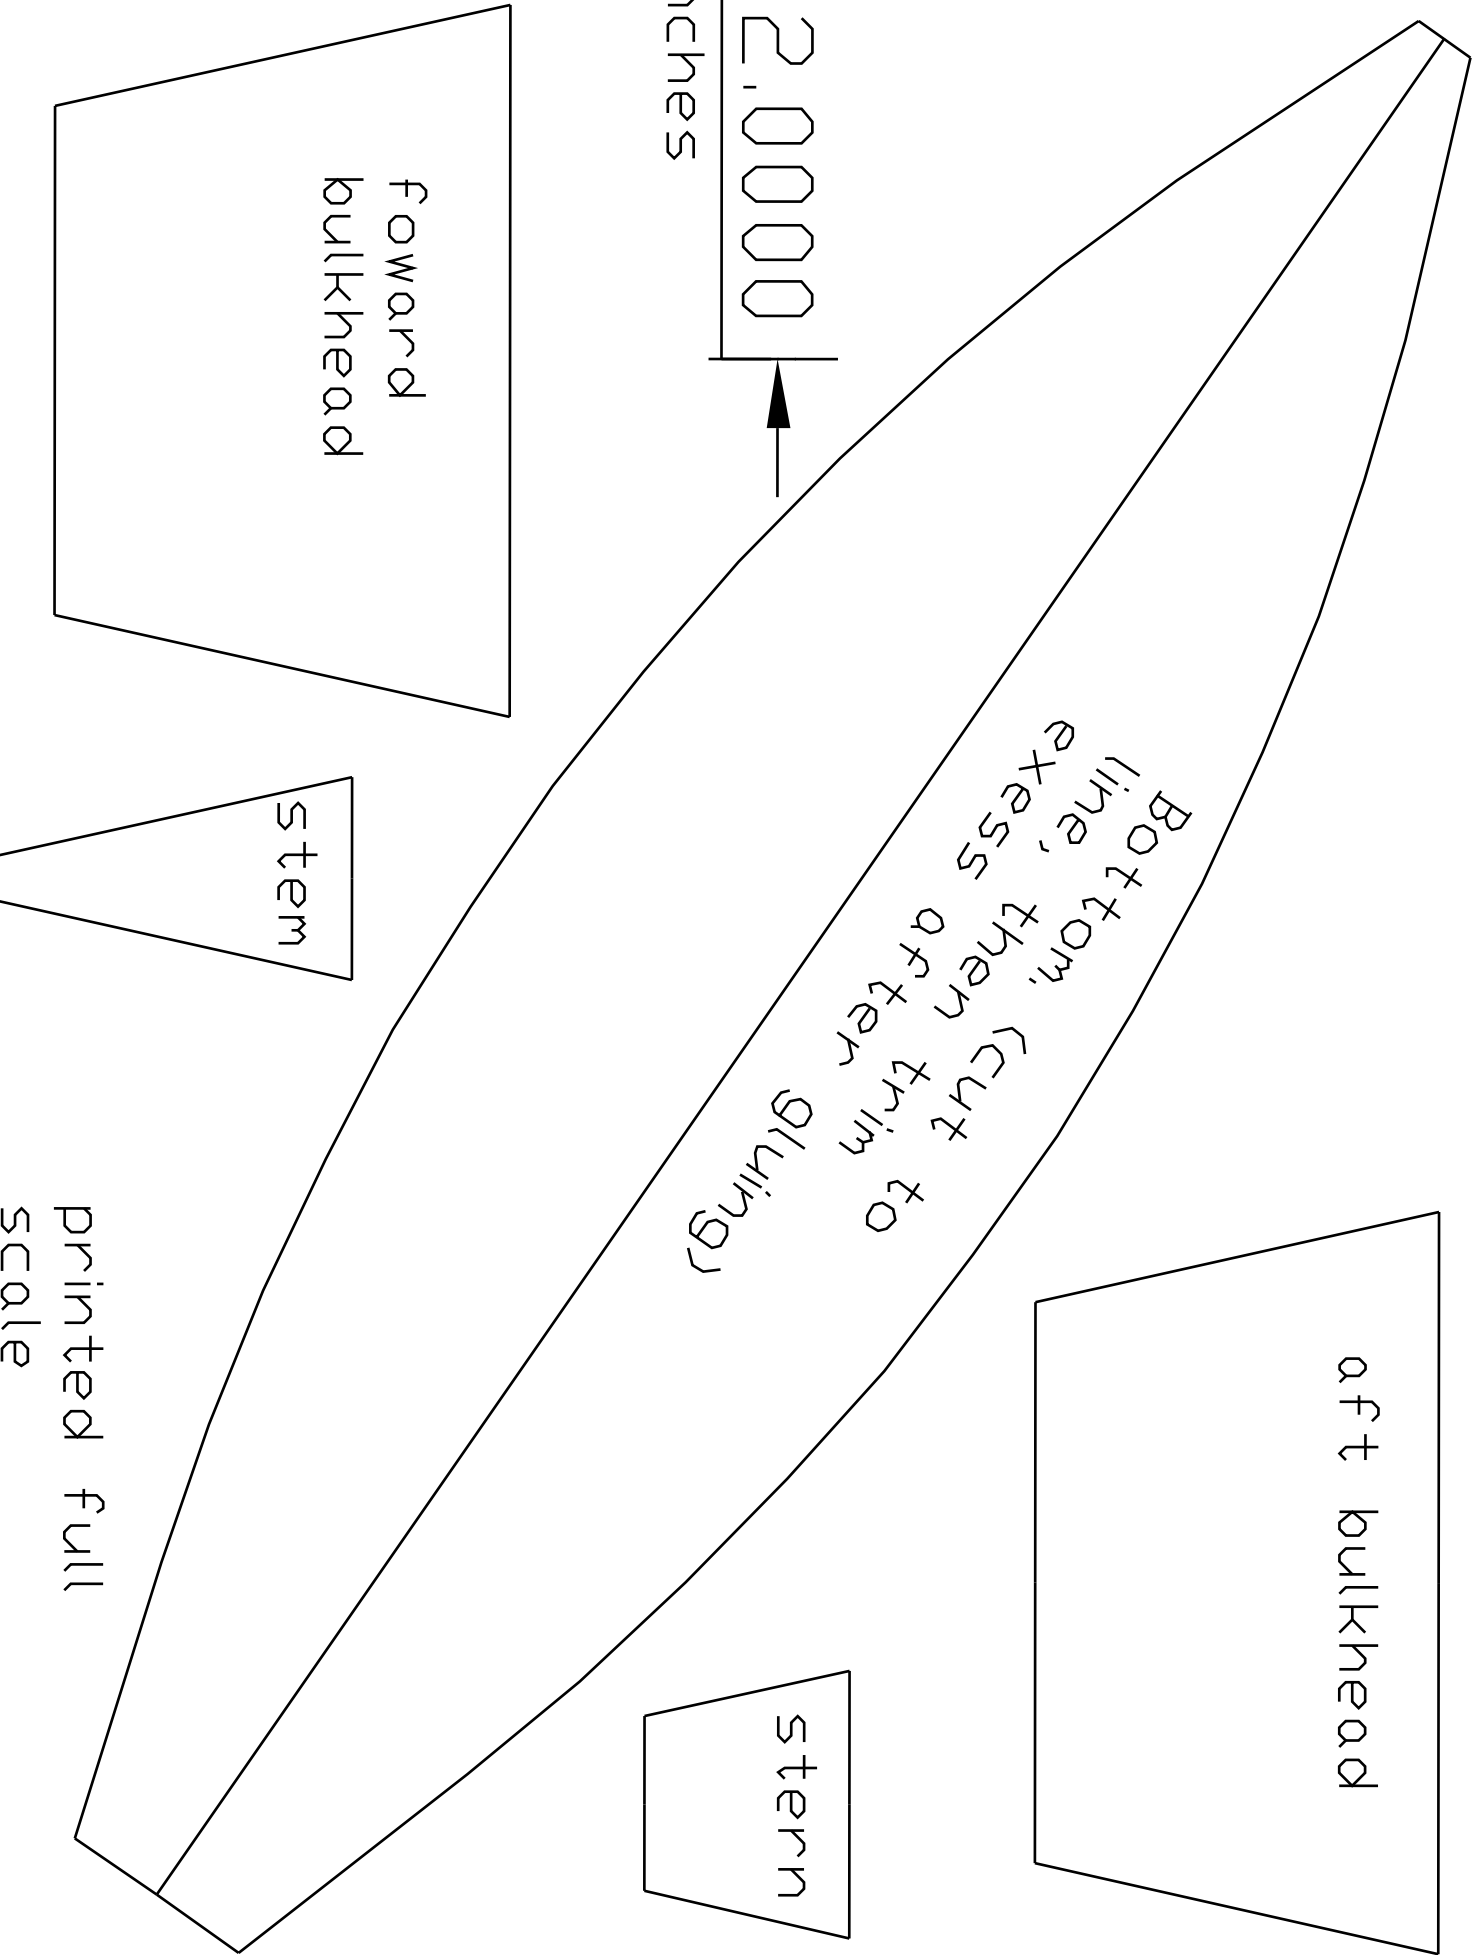 aft bulkhead
Bottom, (cut to
line, then trim
exess after gluing)
2.0000
ches
stern
foward
bulkhead
stem
printed full
scale